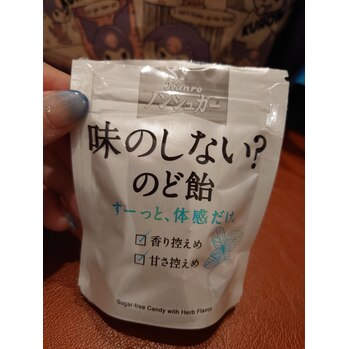 Kanro
ノンシュガー
味のしない?
のど飴
すーっと、体感だけ
香り控えめ
甘さ控えめ
Sugar-free Candy with Herb Flavor